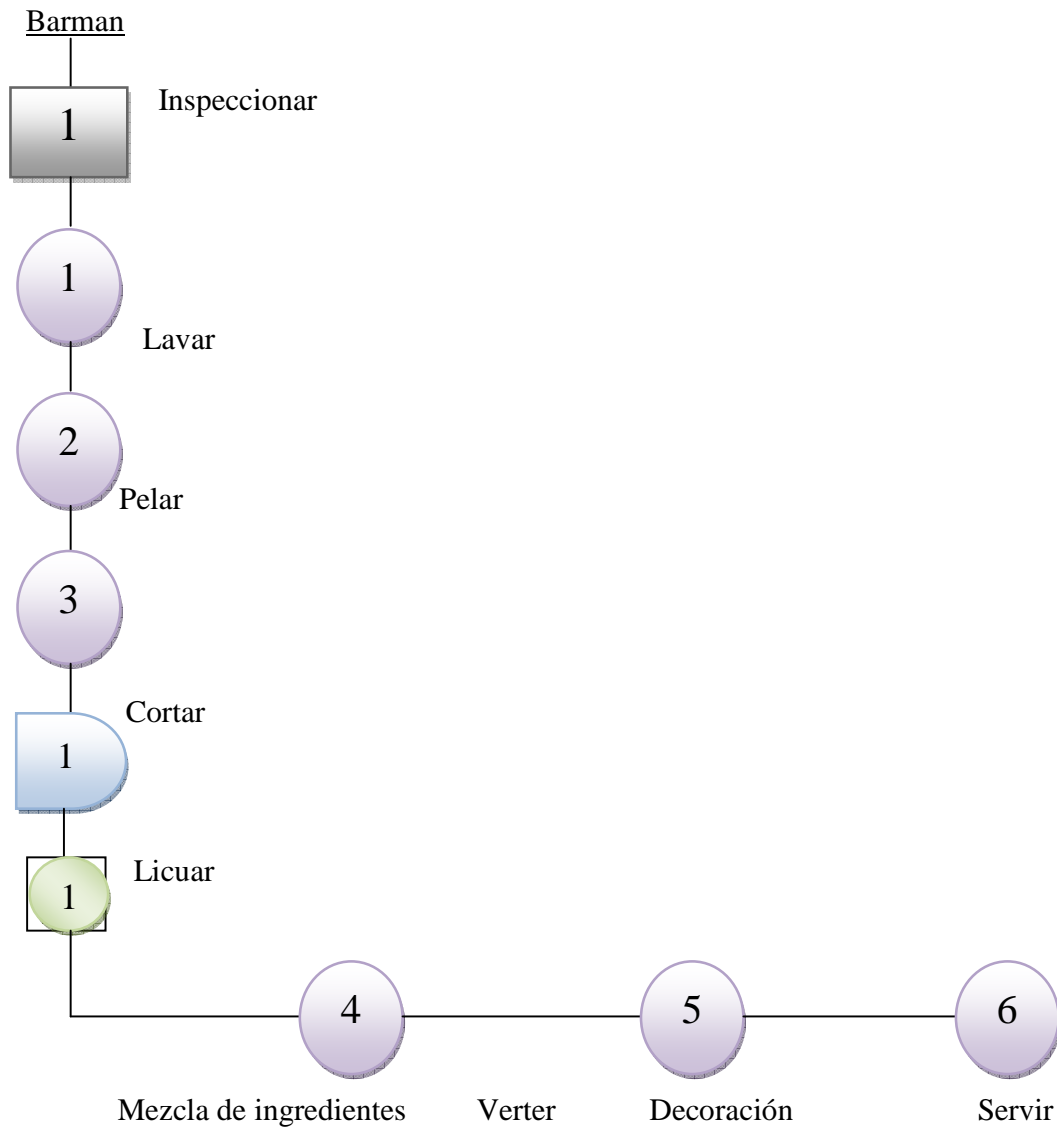 Barman
1 Inspeccionar
1
Lavar
2
Pelar
3
Cortar
1
Licuar
1
4 5 6
Mezcla de ingredientes Verter Decoración Servir